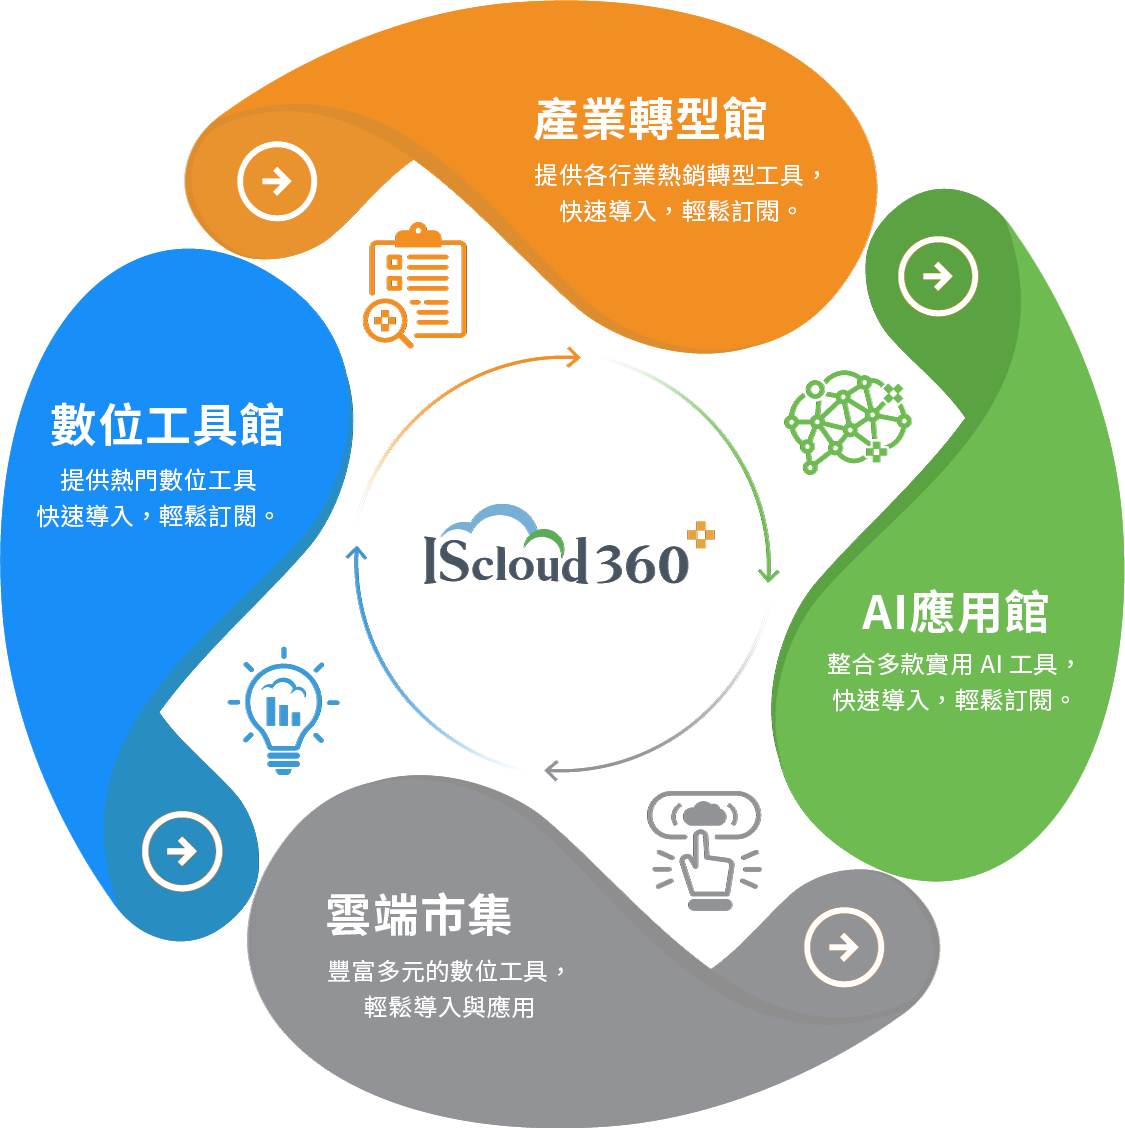 產業轉型館
提供各行業熱銷轉型工具，
快速導入，輕鬆訂閱。
數位工具館
提供熱門數位工具
快速導入，輕鬆訂閱。
IScloud360
AI應用館
整合多款實用 AI 工具，
快速導入，輕鬆訂閱。
雲端市集
豐富多元的數位工具，
輕鬆導入與應用